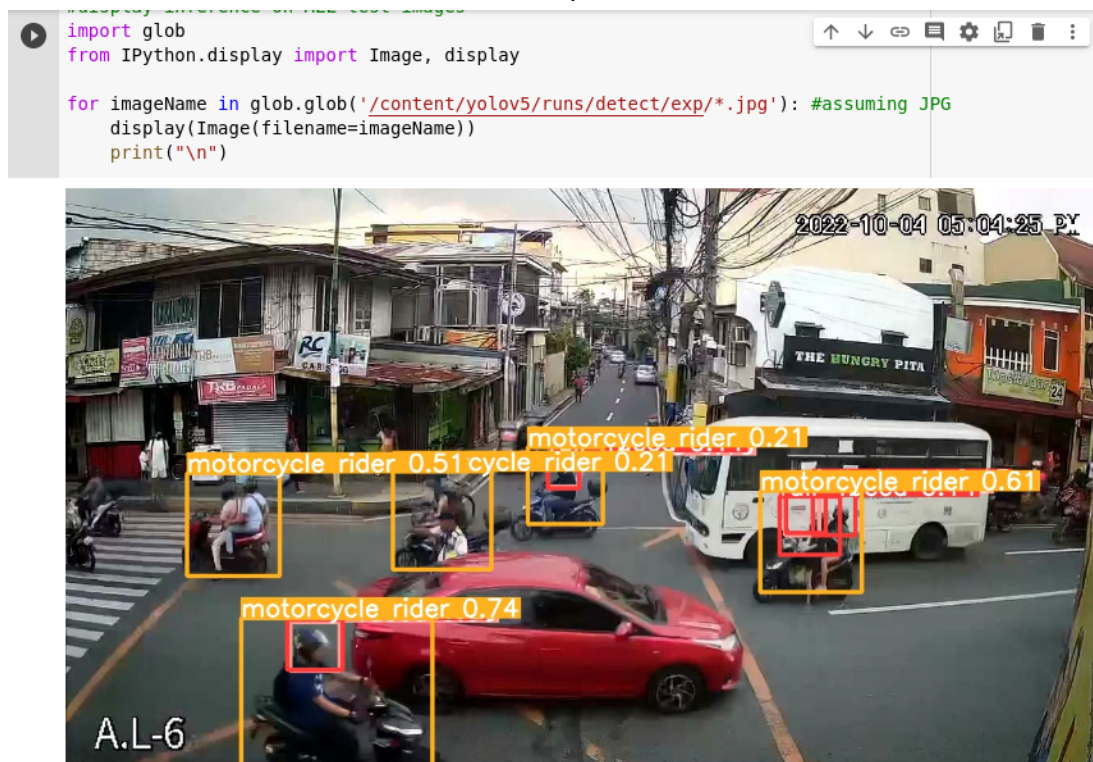 import glob
from IPython.display import Image, display
for imageName in glob.glob('/content/yolov5/runs/detect/exp/*.jpg'): #assuming JPG
    display(Image(filename=imageName))
    print("\n")
2022-10-04 05:04:25 PM
RC
THE HUNGRY PITA
24
motorcycle rider 0.21
motorcycle rider 0.51
cycle rider 0.21
motorcycle rider 0.61
motorcycle rider 0.74
A.L-6